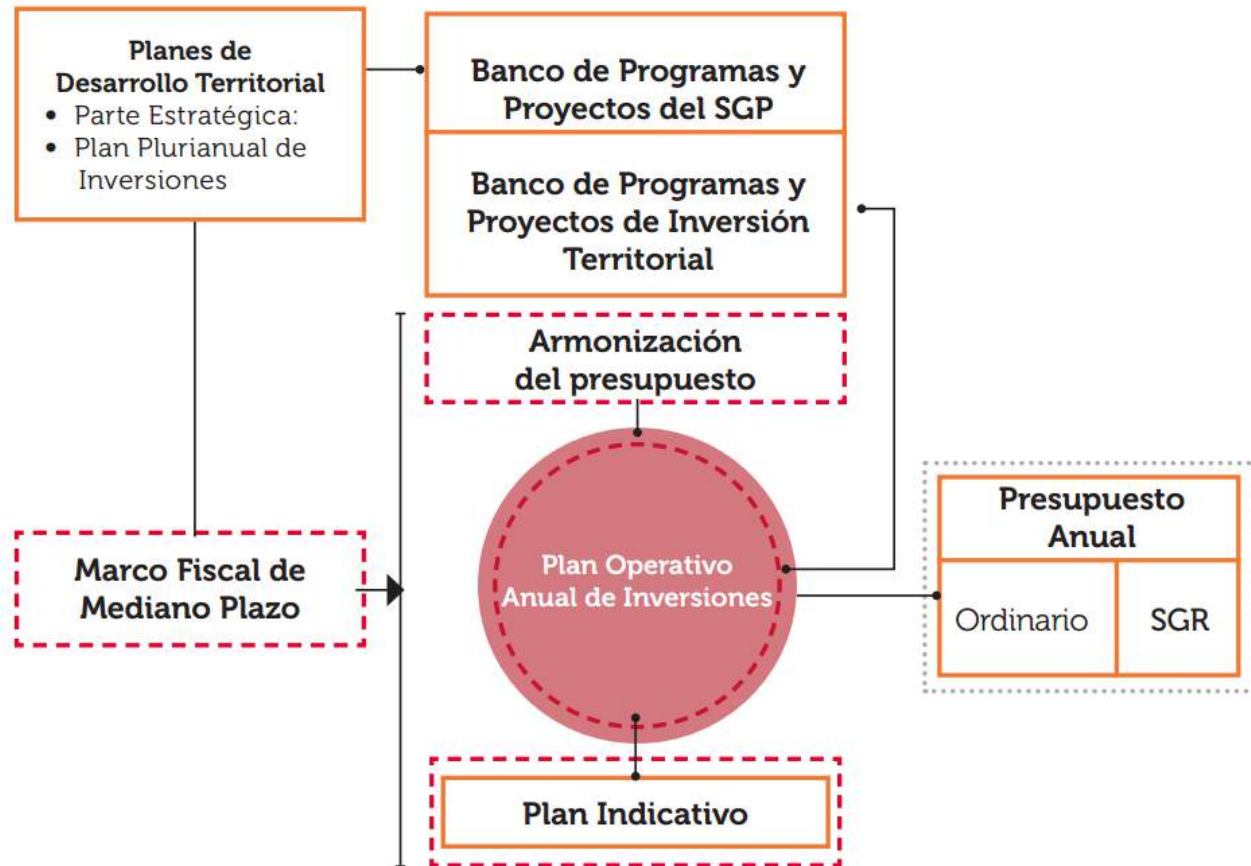 Planes de
Desarrollo Territorial
• Parte Estratégica:
• Plan Plurianual de
Inversiones
Banco de Programas y
Proyectos del SGP
Banco de Programas y
Proyectos de Inversión
Territorial
Armonización
del presupuesto
Marco Fiscal de
Mediano Plazo
Plan Operativo
Anual de Inversiones
Presupuesto
Anual
Ordinario
SGR
Plan Indicativo